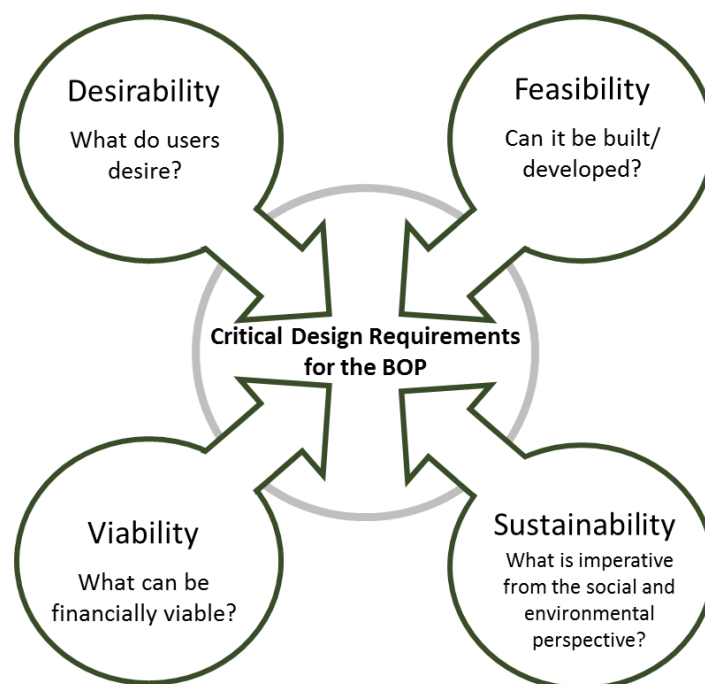 Desirability
What do users
desire?
Feasibility
Can it be built/
developed?
Critical Design Requirements
for the BOP
Viability
What can be
financially viable?
Sustainability
What is imperative
from the social and
environmental
perspective?